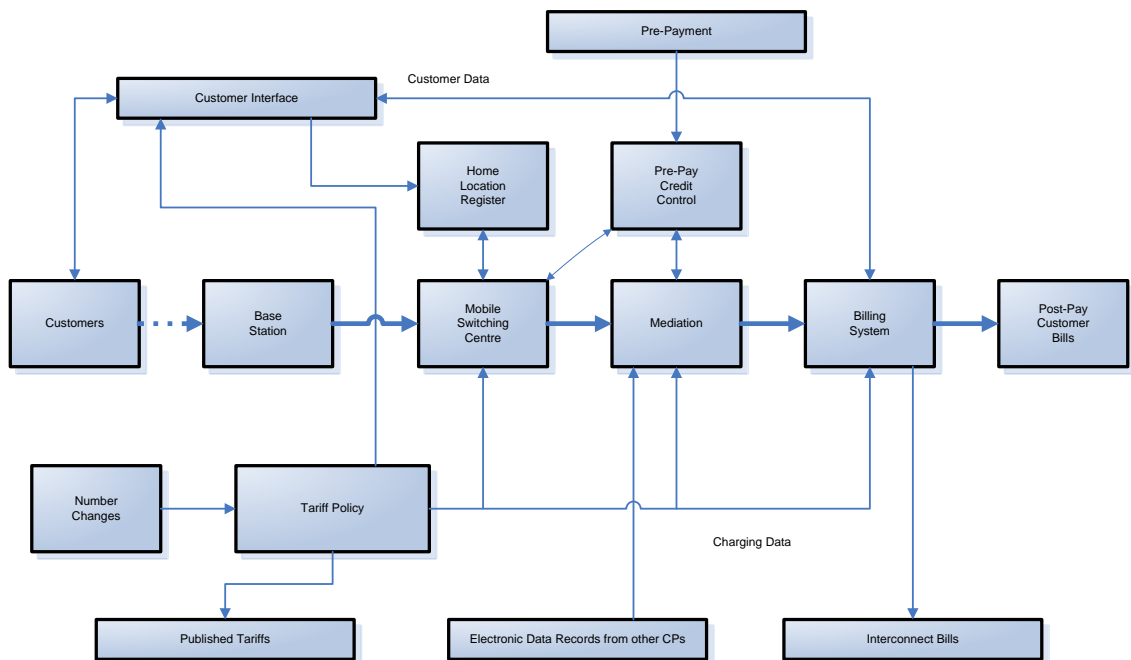 Pre-Payment
Customer Data
Customer Interface
Home
Location
Register
Pre-Pay
Credit
Control
Customers
Base
Station
Mobile
Switching
Centre
Mediation
Billing
System
Post-Pay
Customer
Bills
Number
Changes
Tariff Policy
Charging Data
Published Tariffs
Electronic Data Records from other CPs
Interconnect Bills